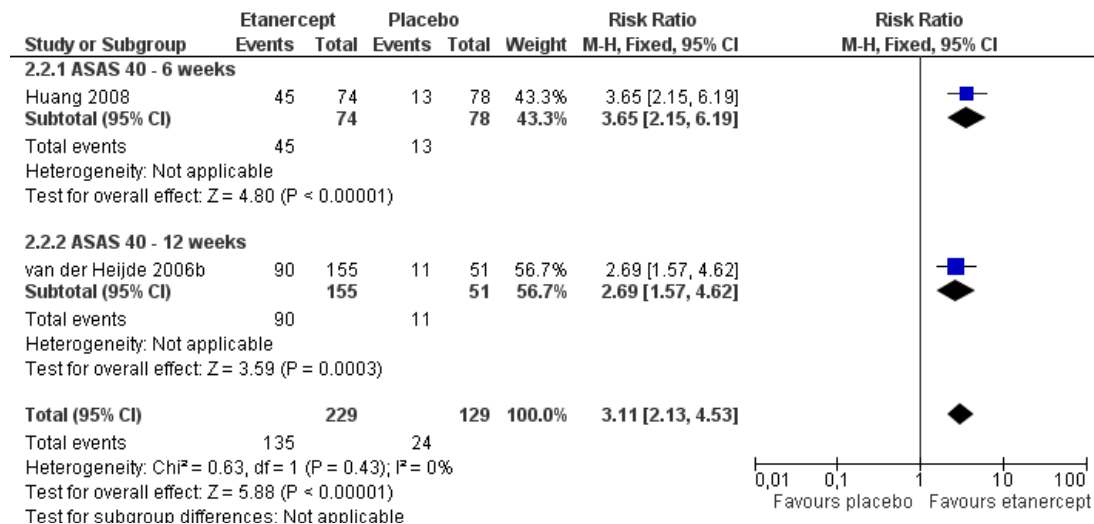 Etanercept Placebo Risk Ratio Risk Ratio
Study or Subgroup Events Total Events Total Weight M-H, Fixed, 95% CI M-H, Fixed, 95% CI
2.2.1 ASAS 40 - 6 weeks
Huang 2008 45 74 13 78 43.3% 3.65 [2.15, 6.19]
Subtotal (95% CI) 74 78 43.3% 3.65 [2.15, 6.19]
Total events 45 13
Heterogeneity: Not applicable
Test for overall effect: Z = 4.80 (P < 0.00001)
2.2.2 ASAS 40 - 12 weeks
van der Heijde 2006b 90 155 11 51 56.7% 2.69 [1.57, 4.62]
Subtotal (95% CI) 155 51 56.7% 2.69 [1.57, 4.62]
Total events 90 11
Heterogeneity: Not applicable
Test for overall effect: Z = 3.59 (P = 0.0003)
Total (95% CI) 229 129 100.0% 3.11 [2.13, 4.53]
Total events 135 24
Heterogeneity: Chi² = 0.63, df = 1 (P = 0.43); I² = 0%
Test for overall effect: Z = 5.88 (P < 0.00001)
Test for subgroup differences: Not applicable
0,01 0,1 1 10 100
Favours placebo Favours etanercept